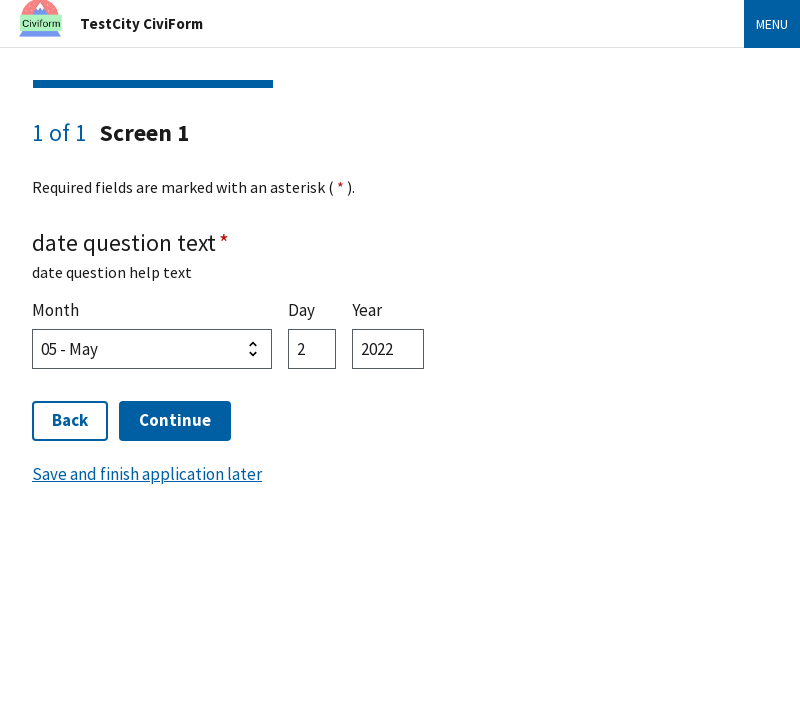 Civiform
TestCity CiviForm
MENU
1 of 1 Screen 1
Required fields are marked with an asterisk ( * ).
date question text *
date question help text
Month Day Year
05 - May 2 2022
Back Continue
Save and finish application later